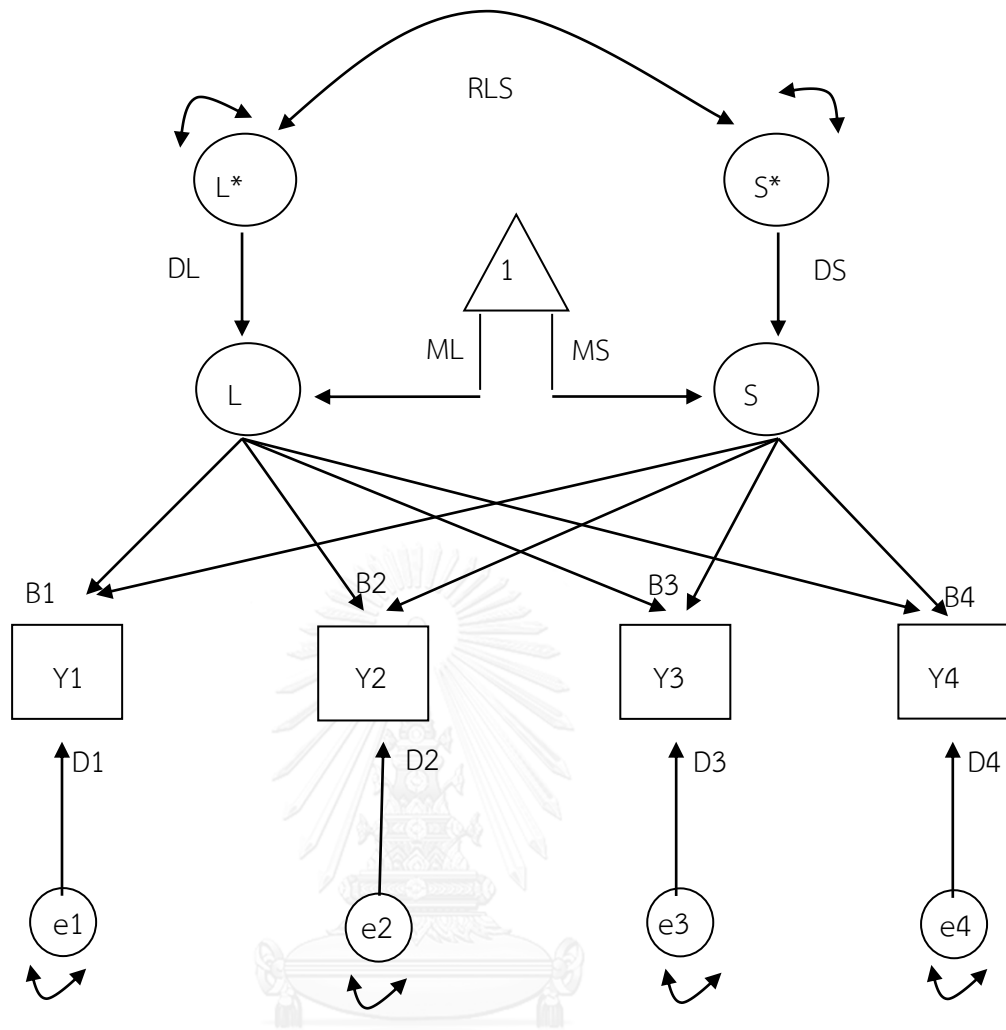 RLS
L* S*
DL 1 DS
ML MS
L S
B1 B2 B3 B4
Y1 Y2 Y3 Y4
D1 D2 D3 D4
e1 e2 e3 e4